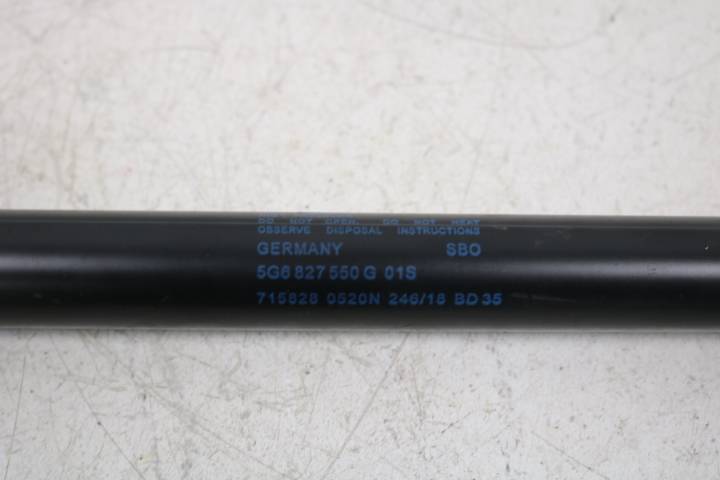 DO NOT OPEN. DO NOT HEAT
OBSERVE DISPOSAL INSTRUCTIONS
GERMANY SBO
5G6 827 550 G 01S
715828 0520N 246/18 BD35